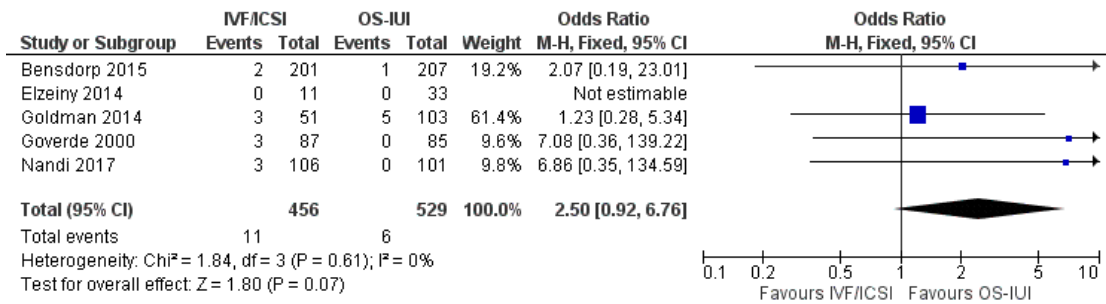 IVF/ICSI OS-IUI Odds Ratio Odds Ratio
Study or Subgroup Events Total Events Total Weight M-H, Fixed, 95% CI M-H, Fixed, 95% CI
Bensdorp 2015 2 201 1 207 19.2% 2.07 [0.19, 23.01]
Elzeiny 2014 0 11 0 33 Not estimable
Goldman 2014 3 51 5 103 61.4% 1.23 [0.28, 5.34]
Goverde 2000 3 87 0 85 9.6% 7.08 [0.36, 139.22]
Nandi 2017 3 106 0 101 9.8% 6.86 [0.35, 134.59]
Total (95% CI) 456 529 100.0% 2.50 [0.92, 6.76]
Total events 11 6
Heterogeneity: Chi² = 1.84, df = 3 (P = 0.61); I² = 0%
Test for overall effect: Z = 1.80 (P = 0.07)
0.1 0.2 0.5 1 2 5 10
Favours IVF/ICSI Favours OS-IUI